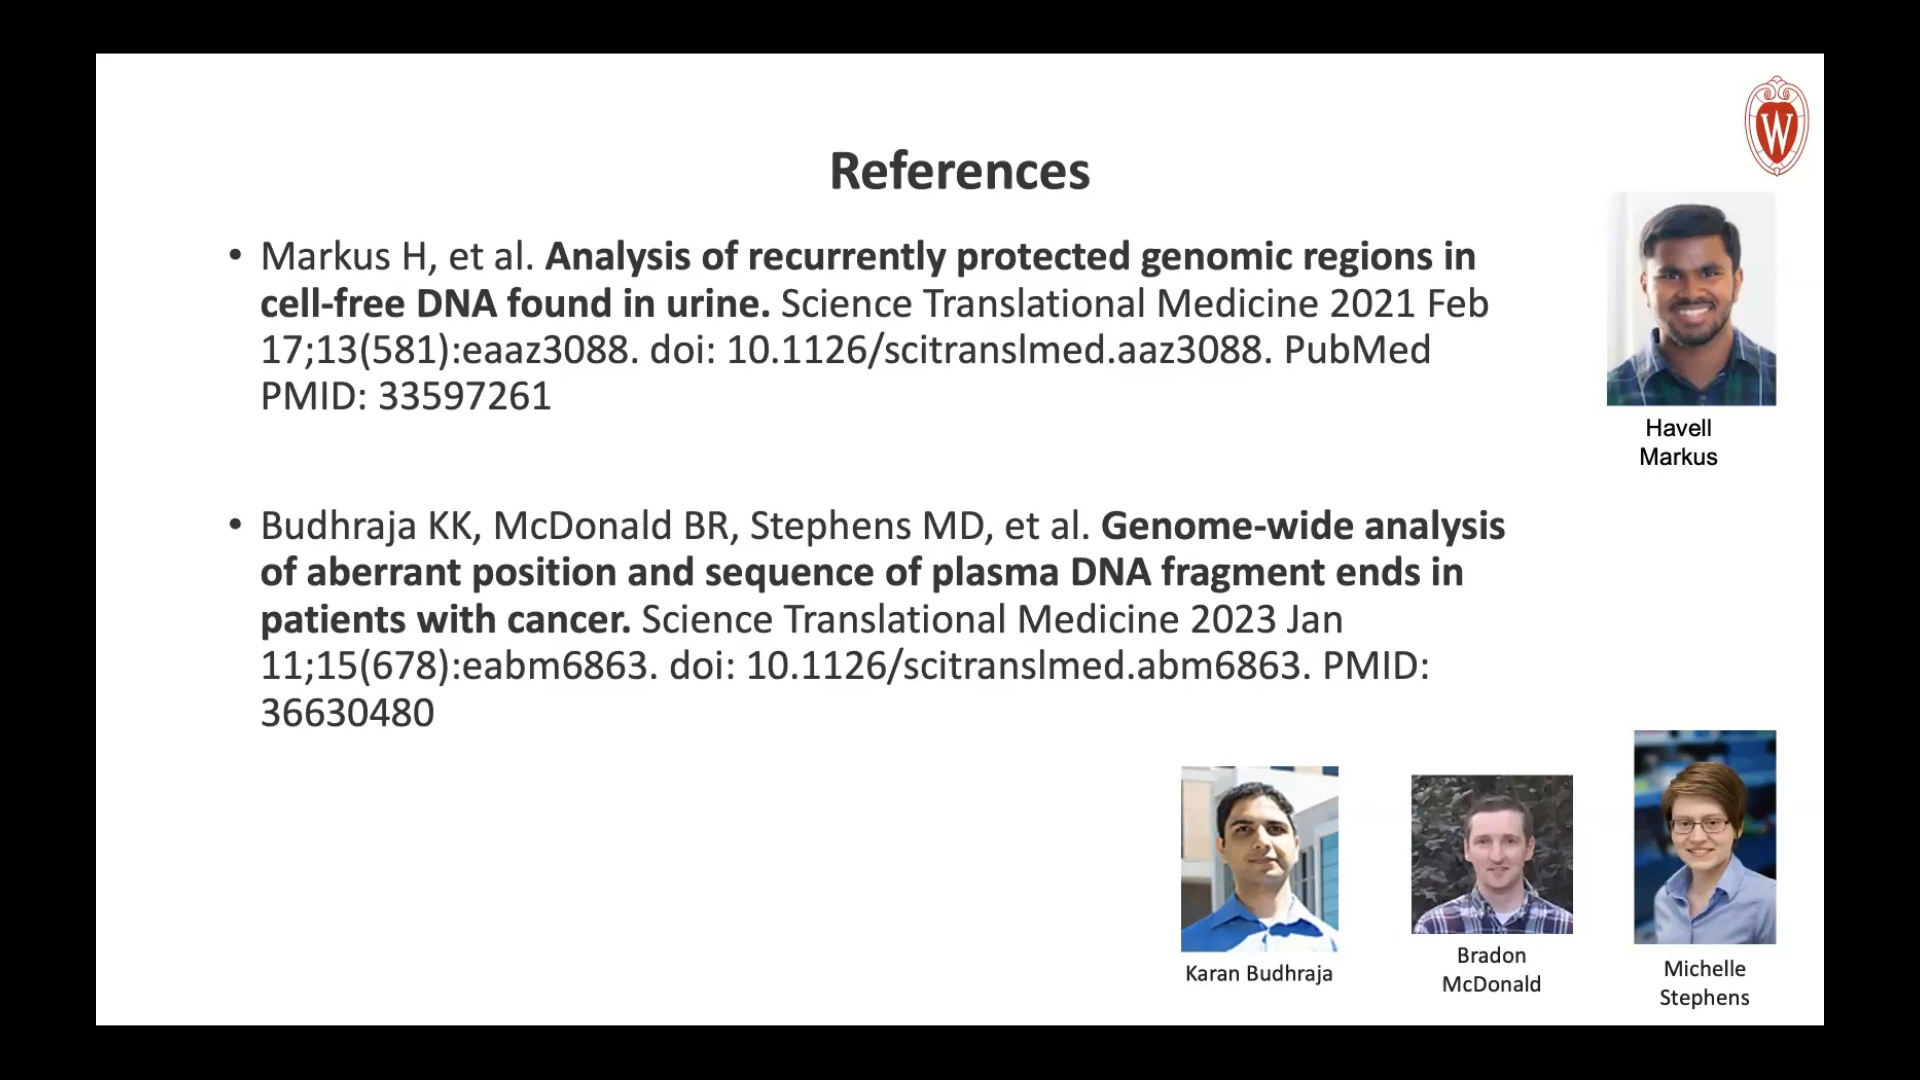 W
References
• Markus H, et al. Analysis of recurrently protected genomic regions in
cell-free DNA found in urine. Science Translational Medicine 2021 Feb
17;13(581):eaaz3088. doi: 10.1126/scitranslmed.aaz3088. PubMed
PMID: 33597261
Havell
Markus
• Budhraja KK, McDonald BR, Stephens MD, et al. Genome-wide analysis
of aberrant position and sequence of plasma DNA fragment ends in
patients with cancer. Science Translational Medicine 2023 Jan
11;15(678):eabm6863. doi: 10.1126/scitranslmed.abm6863. PMID:
36630480
Karan Budhraja
Bradon
McDonald
Michelle
Stephens